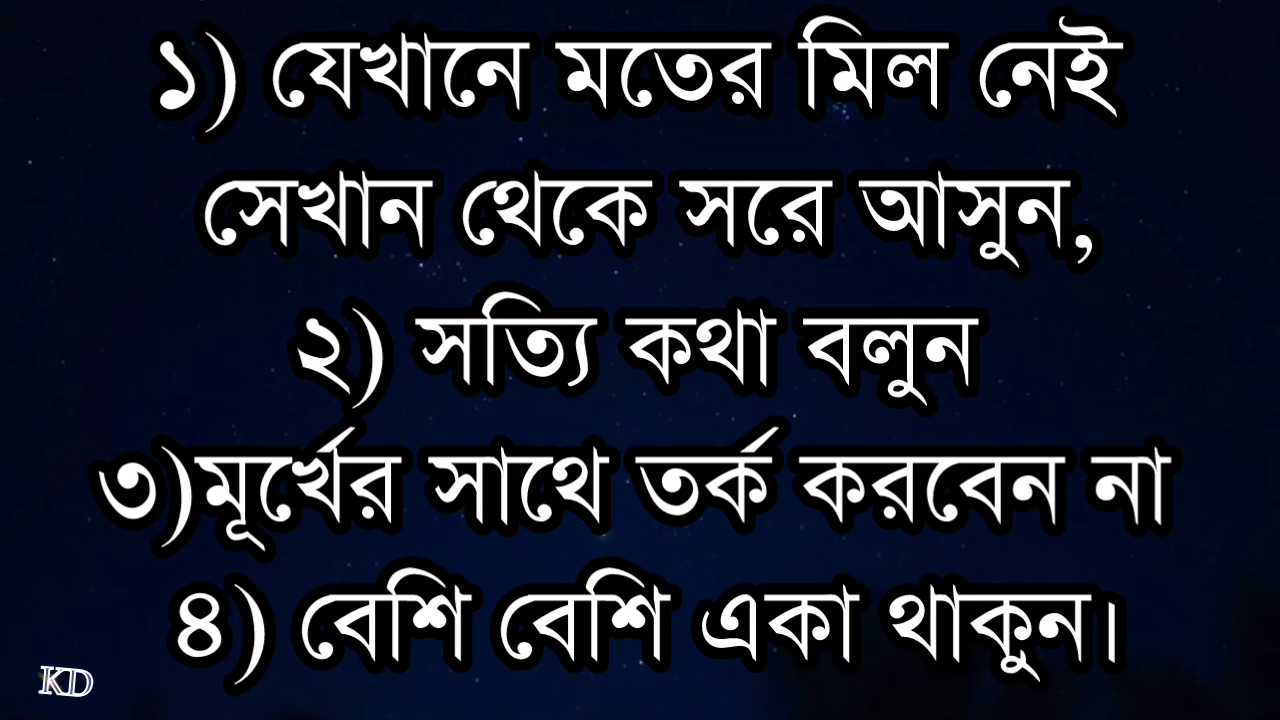 ১) যেখানে মতের মিল নেই
সেখান থেকে সরে আসুন,
২) সত্যি কথা বলুন
৩)মূর্খের সাথে তর্ক করবেন না
৪) বেশি বেশি একা থাকুন।
KD